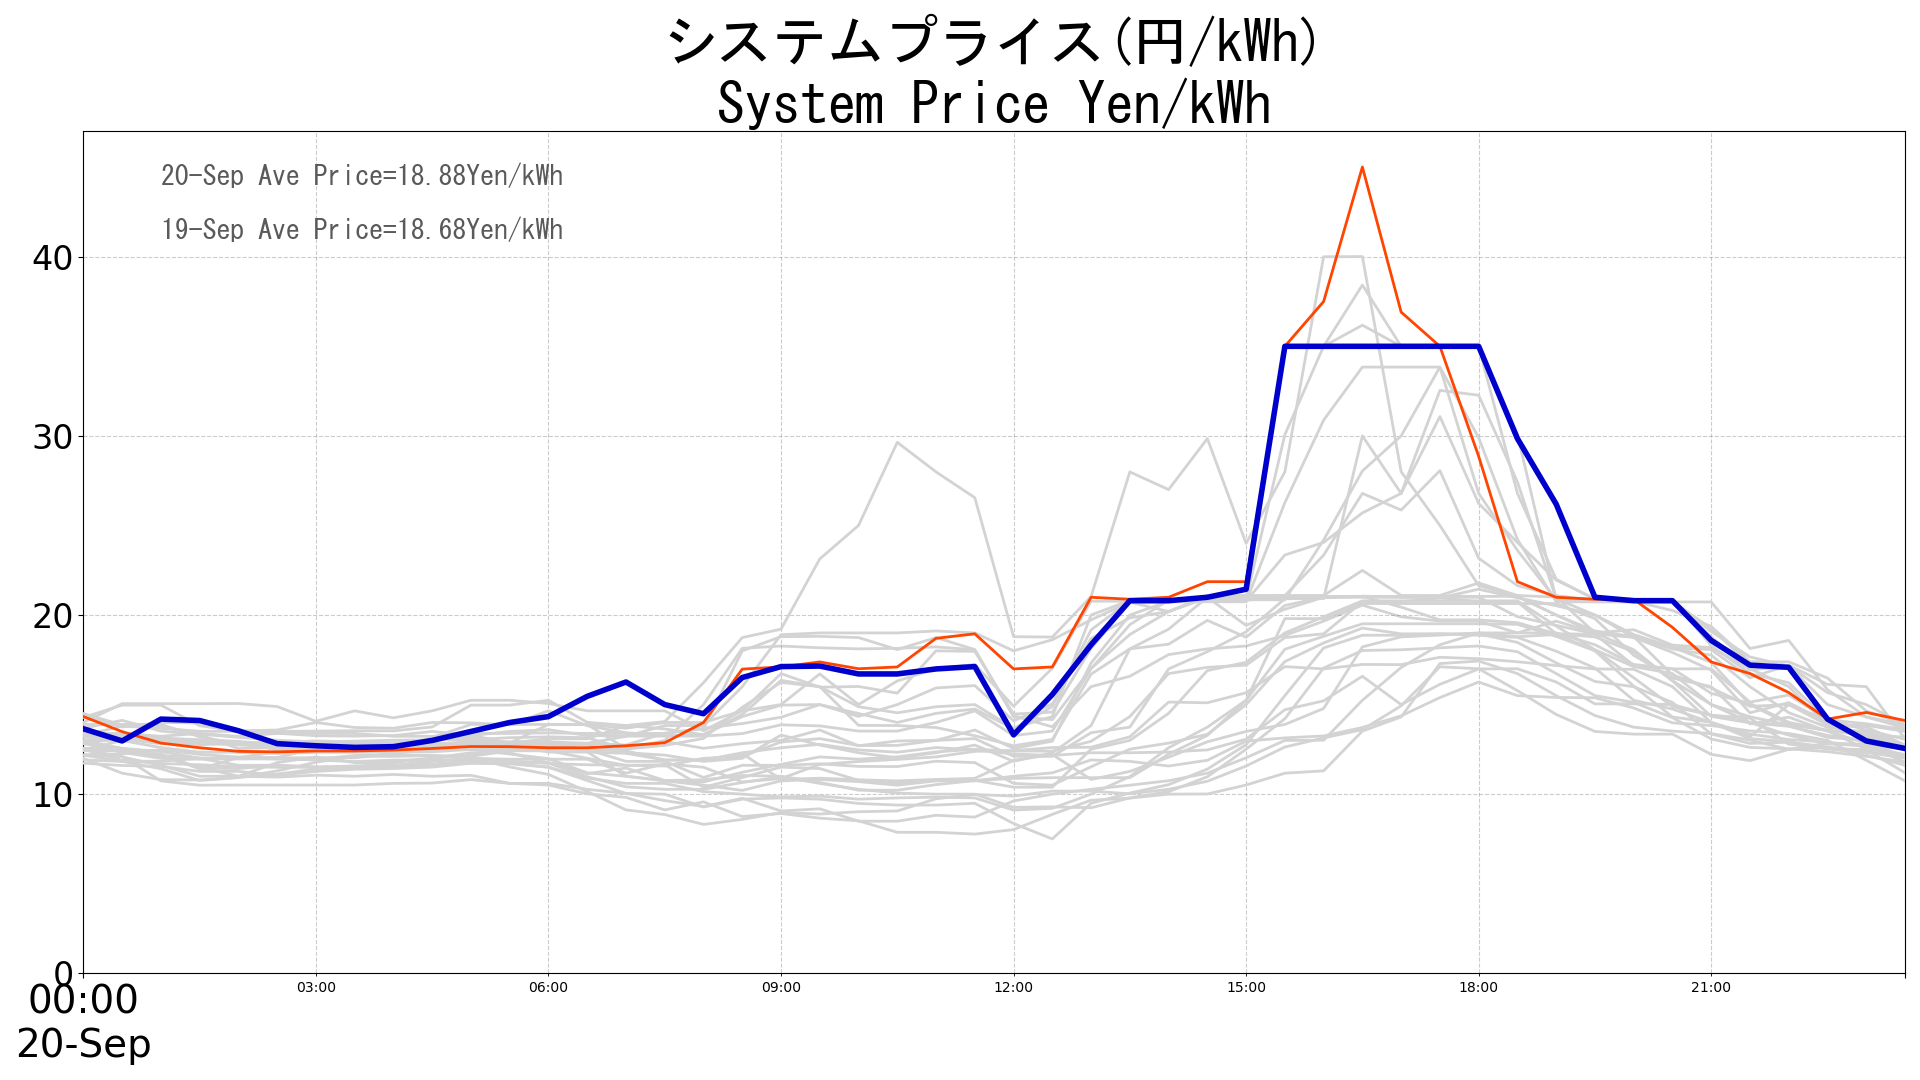 システムプライス(円/kWh)
System Price Yen/kWh
20-Sep Ave Price=18.88Yen/kWh
19-Sep Ave Price=18.68Yen/kWh
40
30
20
10
0
00:00
03:00
06:00
09:00
12:00
15:00
18:00
21:00
20-Sep